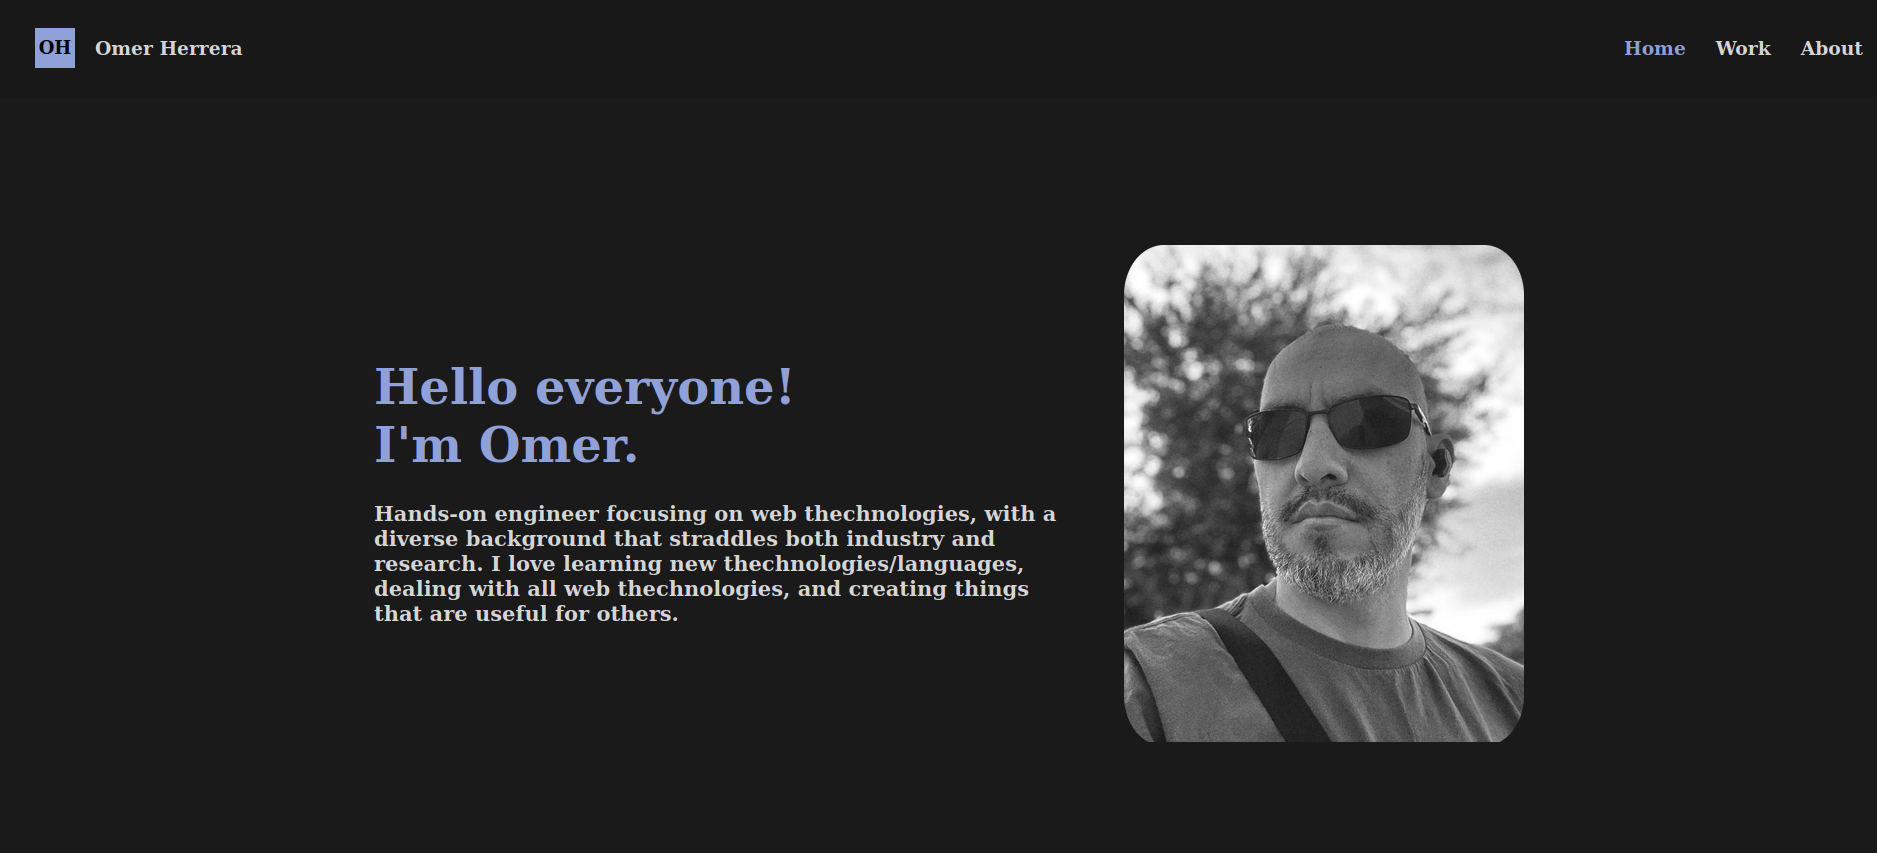 OH
Omer Herrera
Home
Work
About
Hello everyone!
I'm Omer.
Hands-on engineer focusing on web thechnologies, with a
diverse background that straddles both industry and
research. I love learning new thechnologies/languages,
dealing with all web thechnologies, and creating things
that are useful for others.